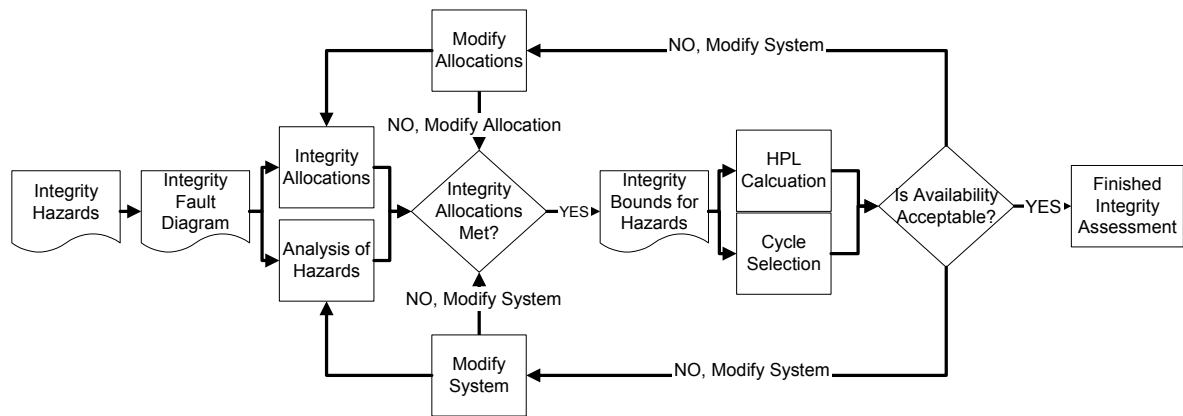 Modify
Allocations
NO, Modify System
NO, Modify Allocation
Integrity
Hazards
Integrity
Fault
Diagram
Integrity
Allocations
Analysis of
Hazards
Integrity
Allocations
Met?
YES
Integrity
Bounds for
Hazards
HPL
Calcuation
Cycle
Selection
Is Availability
Acceptable?
YES
Finished
Integrity
Assessment
NO, Modify System
Modify
System
NO, Modify System